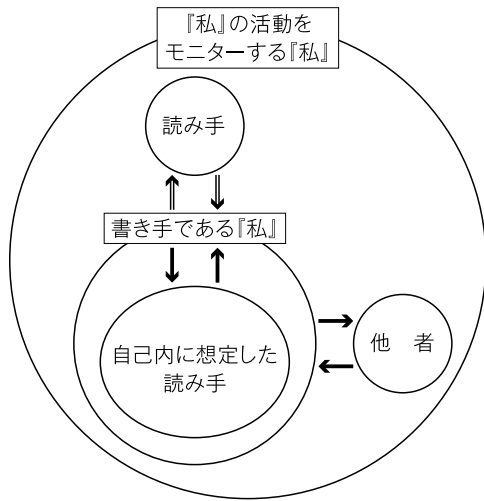 『私』の活動を
モニターする『私』
読み手
書き手である『私』
自己内に想定した
読み手
他　者